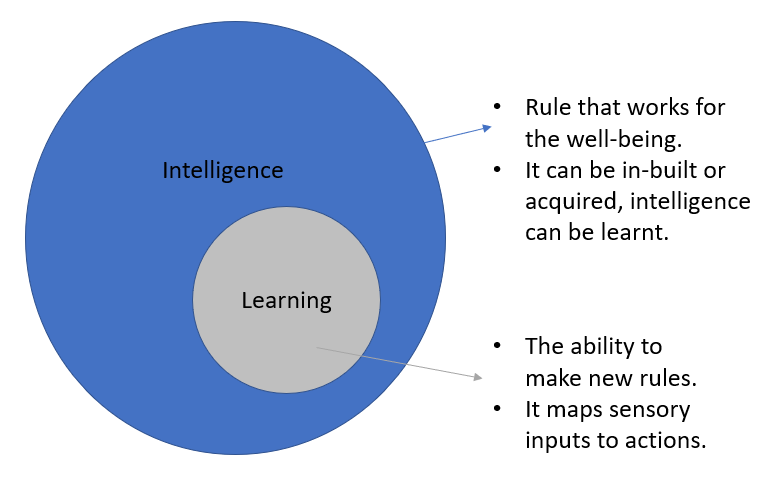 Intelligence
Learning
• Rule that works for
the well-being.
• It can be in-built or
acquired, intelligence
can be learnt.
• The ability to
make new rules.
• It maps sensory
inputs to actions.